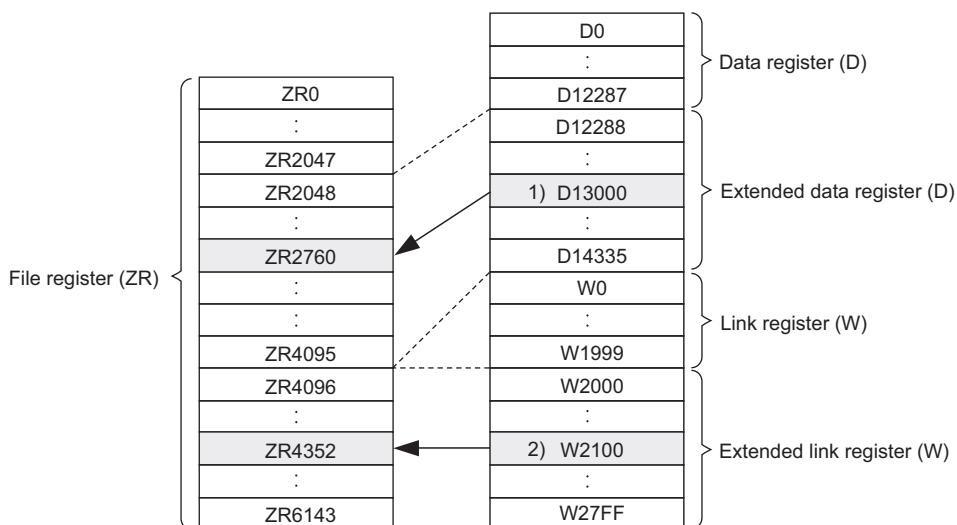 File register (ZR)
ZR0
:
ZR2047
ZR2048
:
ZR2760
:
:
ZR4095
ZR4096
:
ZR4352
:
ZR6143
D0
:
D12287
D12288
:
1) D13000
:
D14335
W0
:
W1999
W2000
:
2) W2100
:
W27FF
Data register (D)
Extended data register (D)
Link register (W)
Extended link register (W)